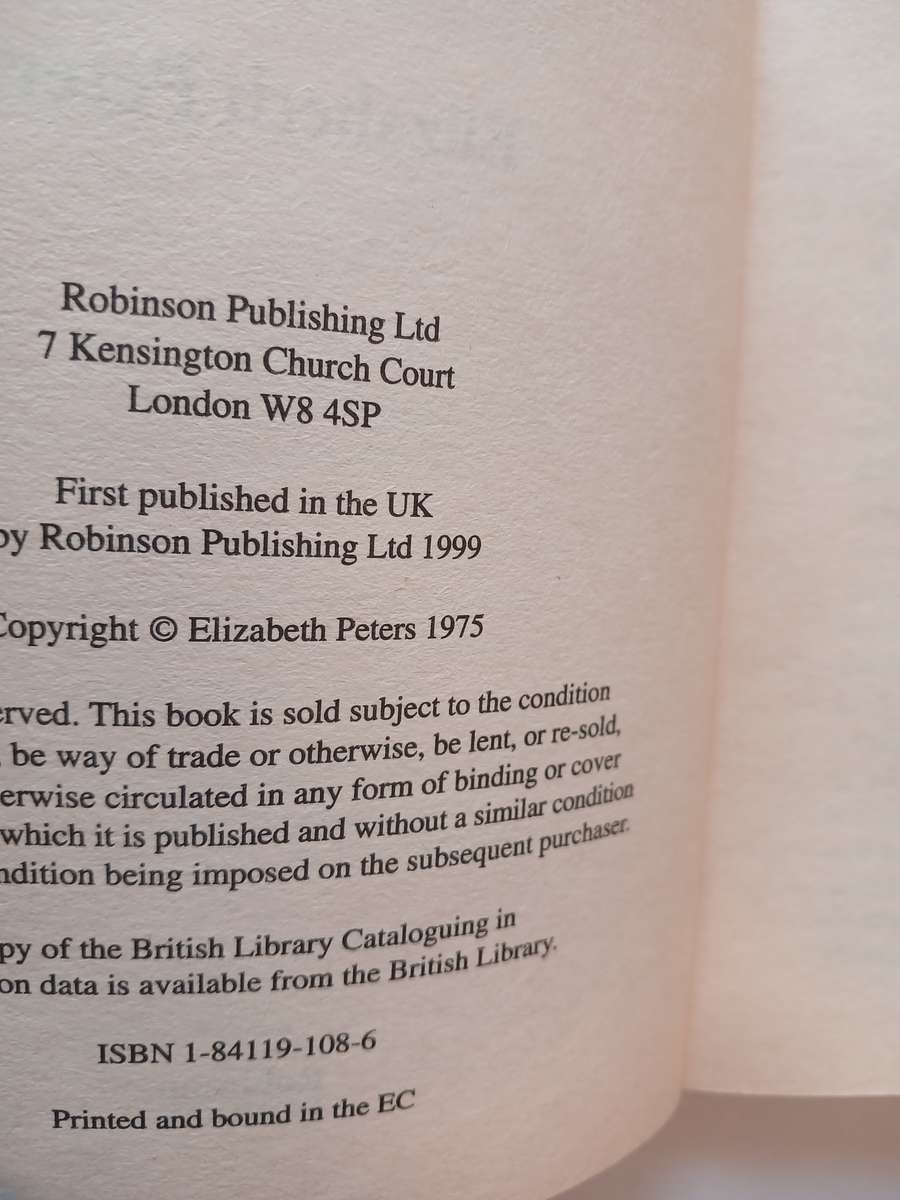 Robinson Publishing Ltd
7 Kensington Church Court
London W8 4SP
First published in the UK
by Robinson Publishing Ltd 1999
Copyright © Elizabeth Peters 1975
erved. This book is sold subject to the condition
be way of trade or otherwise, be lent, or re-sold,
erwise circulated in any form of binding or cover
which it is published and without a similar condition
ndition being imposed on the subsequent purchaser.
py of the British Library Cataloguing in
on data is available from the British Library.
ISBN 1-84119-108-6
Printed and bound in the EC